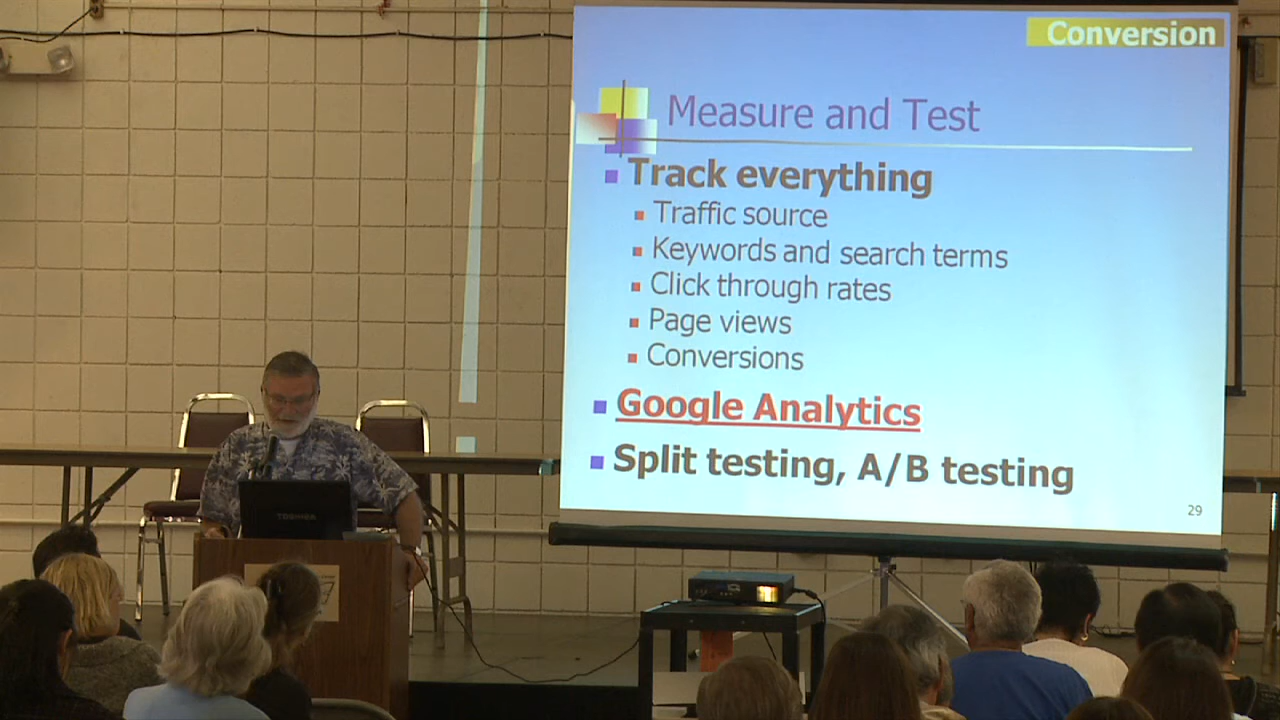 Conversion
Measure and Test
Track everything
Traffic source
Keywords and search terms
Click through rates
Page views
Conversions
Google Analytics
Split testing, A/B testing
29
TOSHIBA